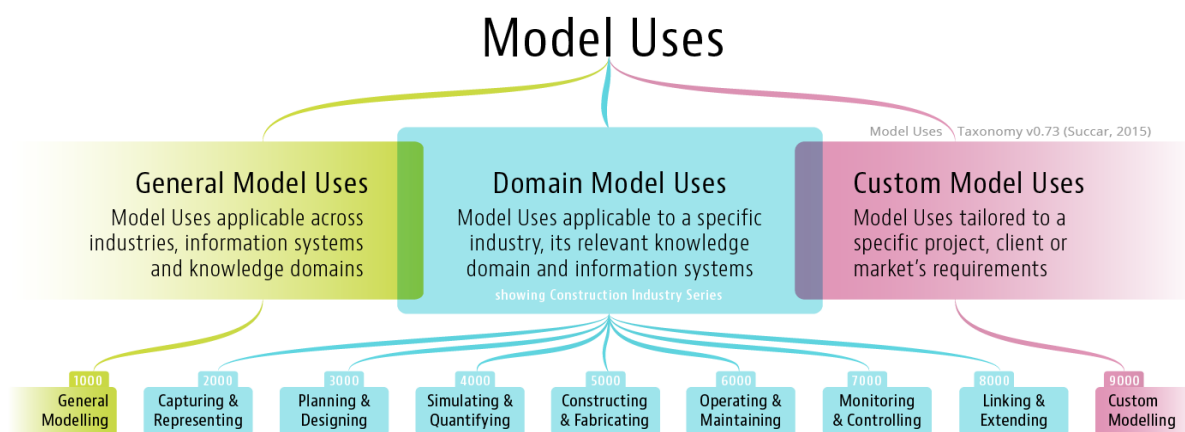 Model Uses
Model Uses Taxonomy v0.73 (Succar, 2015)
General Model Uses
Model Uses applicable across
industries, information systems
and knowledge domains
Domain Model Uses
Model Uses applicable to a specific
industry, its relevant knowledge
domain and information systems
showing Construction Industry Series
Custom Model Uses
Model Uses tailored to a
specific project, client or
market's requirements
1000
General
Modelling
2000
Capturing &
Representing
3000
Planning &
Designing
4000
Simulating &
Quantifying
5000
Constructing
& Fabricating
6000
Operating &
Maintaining
7000
Monitoring
& Controlling
8000
Linking &
Extending
9000
Custom
Modelling